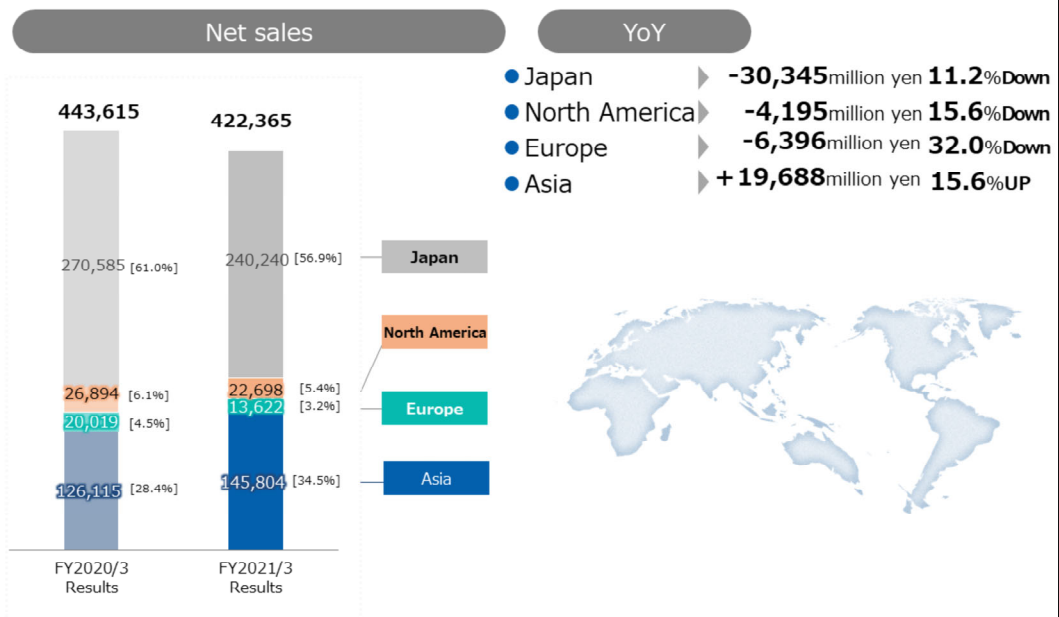 Net sales
YoY
Japan -30,345million yen 11.2%Down
North America -4,195million yen 15.6%Down
Europe -6,396million yen 32.0%Down
Asia +19,688million yen 15.6%UP
443,615
422,365
270,585 [61.0%]
240,240 [56.9%]
Japan
26,894 [6.1%]
22,698 [5.4%]
North America
20,019 [4.5%]
13,622 [3.2%]
Europe
126,115 [28.4%]
145,804 [34.5%]
Asia
FY2020/3
Results
FY2021/3
Results